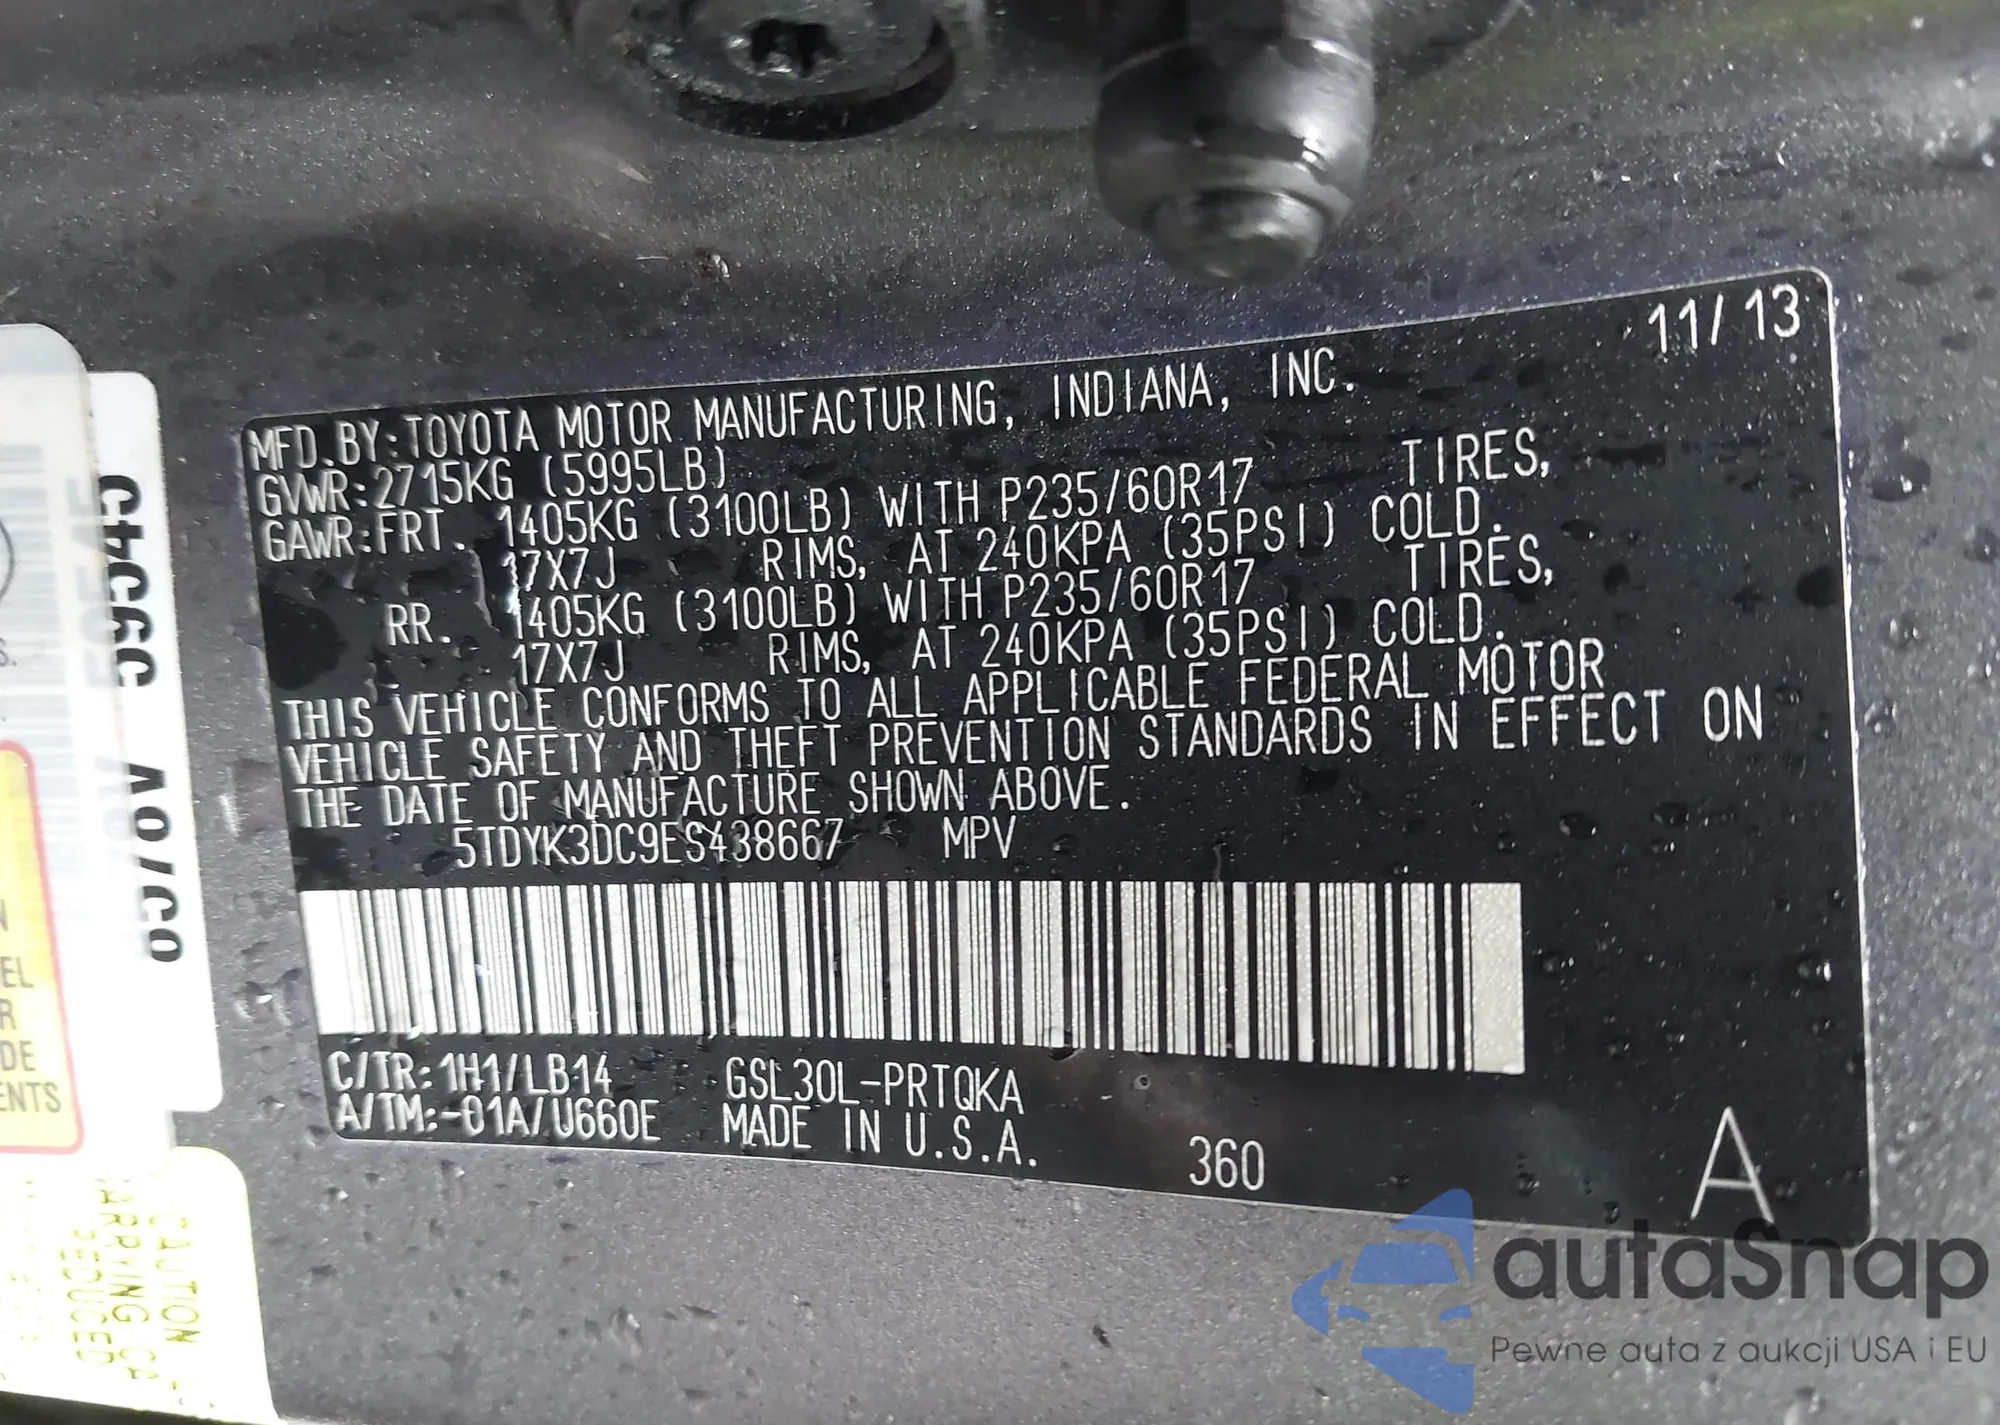 11/13
MFD. BY: TOYOTA MOTOR MANUFACTURING, INDIANA, INC.
GVWR: 2715KG (5995LB)
GAWR: FRT. 1405KG (3100LB) WITH P235/60R17 TIRES,
17X7J RIMS, AT 240KPA (35PSI) COLD.
RR. 1405KG (3100LB) WITH P235/60R17 TIRES,
17X7J RIMS, AT 240KPA (35PSI) COLD.
THIS VEHICLE CONFORMS TO ALL APPLICABLE FEDERAL MOTOR
VEHICLE SAFETY AND THEFT PREVENTION STANDARDS IN EFFECT ON
THE DATE OF MANUFACTURE SHOWN ABOVE.
5TDYK3DC9ES438667 MPV
C/TR: 1H1/LB14 GSL30L-PRTQKA
A/TM: -01A/U660E MADE IN U.S.A.
360
A
CAUTION
REDUCED
autaSnap
Pewne auta z aukcji USA i EU